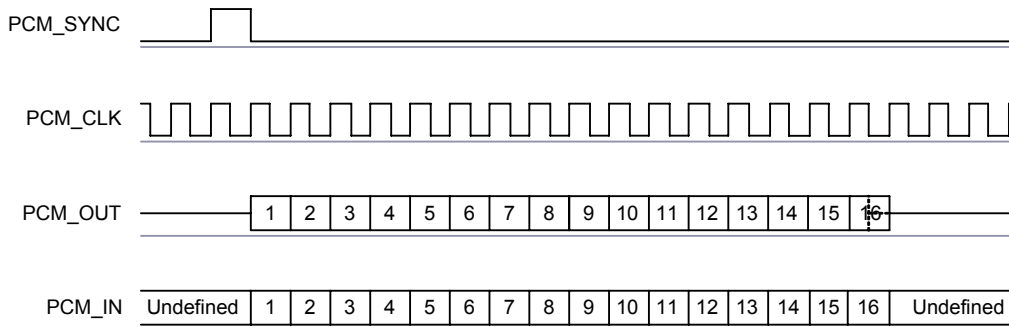 PCM_SYNC
PCM_CLK
PCM_OUT 1 2 3 4 5 6 7 8 9 10 11 12 13 14 15 16
PCM_IN Undefined 1 2 3 4 5 6 7 8 9 10 11 12 13 14 15 16 Undefined